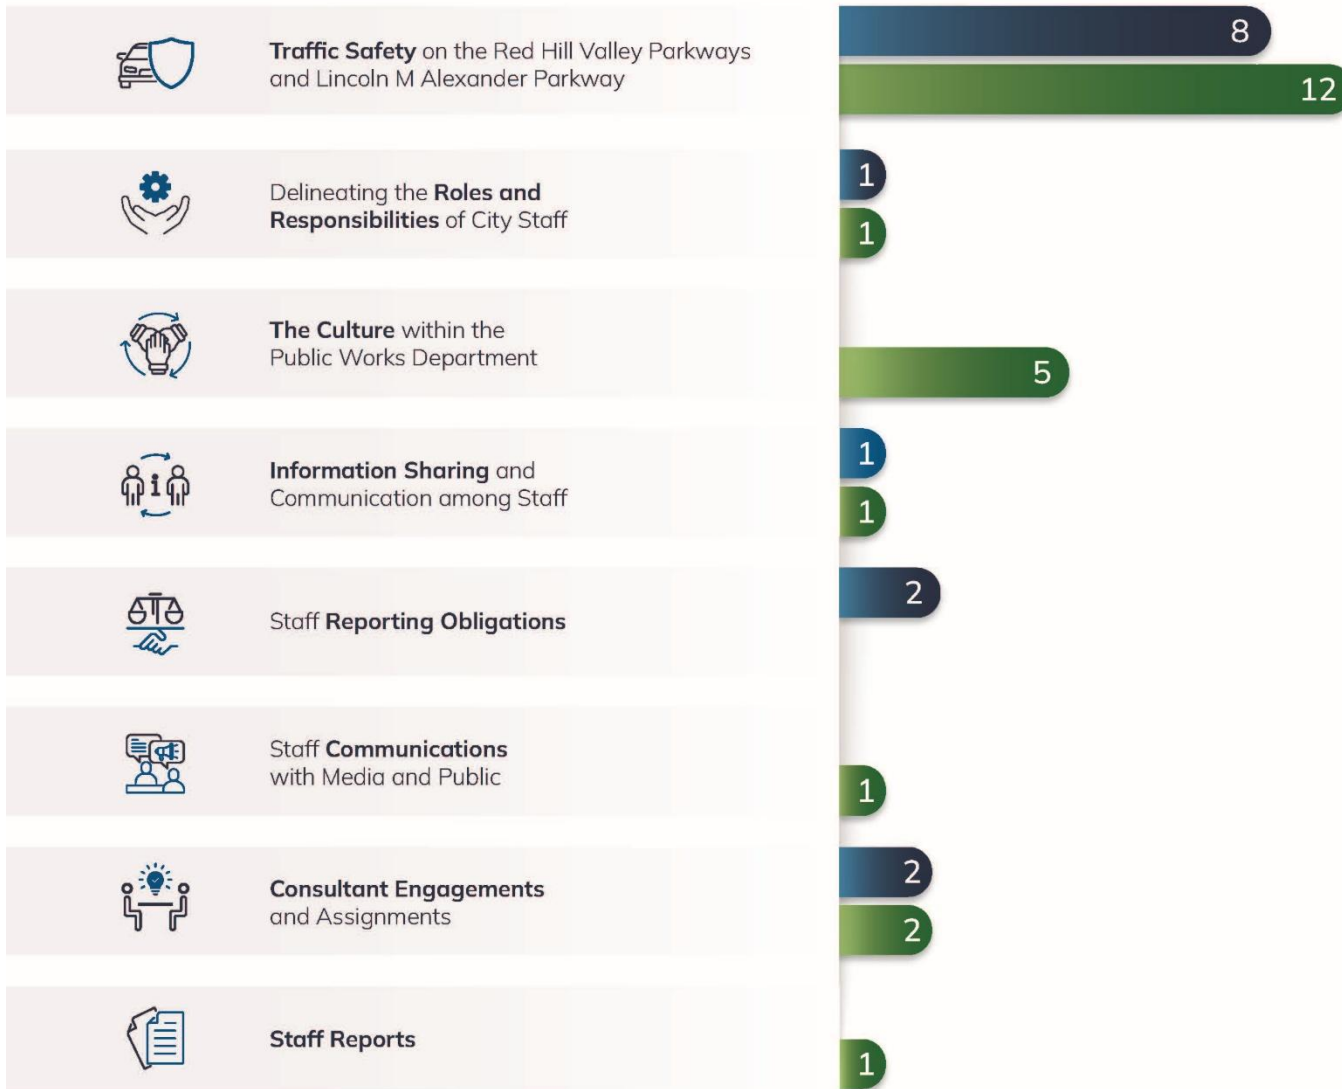 Traffic Safety on the Red Hill Valley Parkways
and Lincoln M Alexander Parkway
8
12
Delineating the Roles and
Responsibilities of City Staff
1
1
The Culture within the
Public Works Department
5
Information Sharing and
Communication among Staff
1
1
Staff Reporting Obligations
2
Staff Communications
with Media and Public
1
Consultant Engagements
and Assignments
2
2
Staff Reports
1